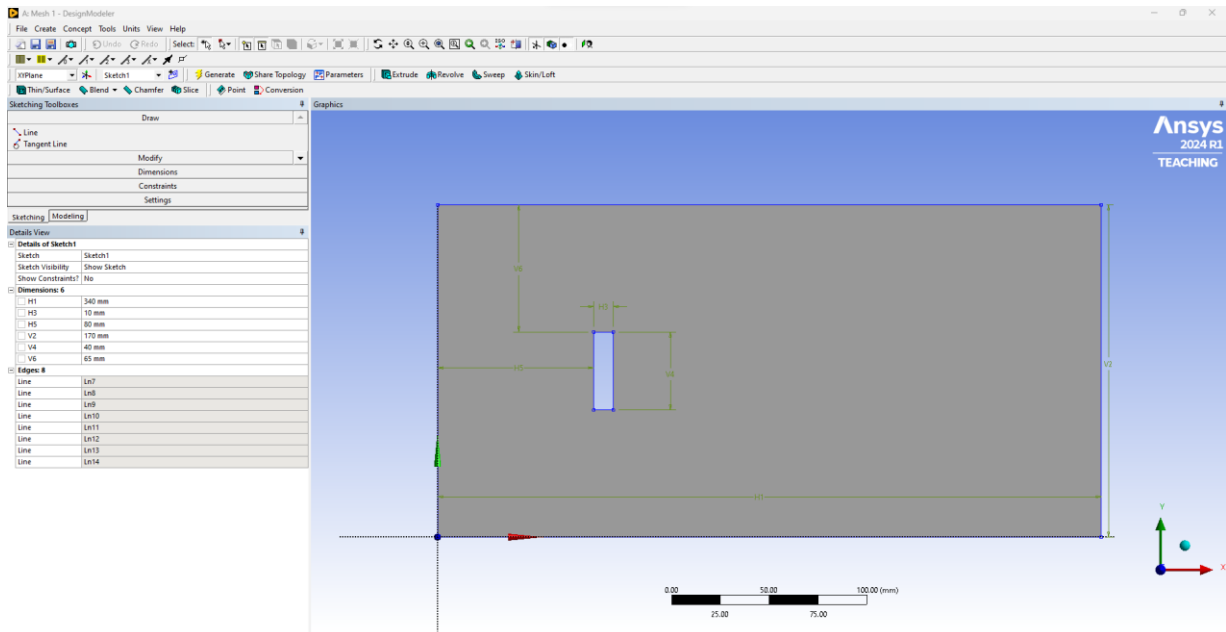 A: Mesh 1 - DesignModeler
File Create Concept Tools Units View Help
Undo Redo Select:
XYPlane Sketch1 Generate Share Topology Parameters Extrude Revolve Sweep Skin/Loft
Thin/Surface Blend Chamfer Slice Point Conversion
Sketching Toolboxes
Draw
Line
Tangent Line
Modify
Dimensions
Constraints
Settings
Sketching Modeling
Details View
Details of Sketch1
Sketch Sketch1
Sketch Visibility Show Sketch
Show Constraints? No
Dimensions: 6
H1 340 mm
H3 10 mm
H5 80 mm
V2 170 mm
V4 40 mm
V6 65 mm
Edges: 8
Line Ln7
Line Ln8
Line Ln9
Line Ln10
Line Ln11
Line Ln12
Line Ln13
Line Ln14
Graphics
Ansys
2024 R1
TEACHING
V6
H3
H5
V4
V2
H1
0.00 50.00 100.00 (mm)
25.00 75.00
Y
X